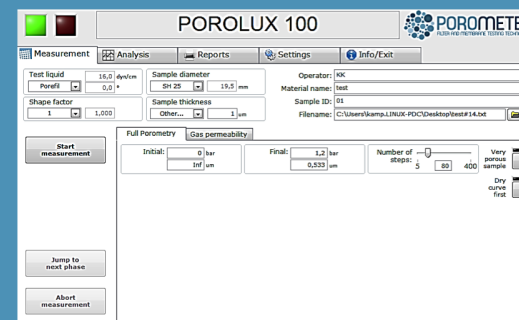 POROLUX 100
POROMETE
FILTER AND MEMBRANE TESTING TECHNO
Measurement Analysis Reports Settings Info/Exit
Test liquid 16,0 dyn/cm
Porefil 0,0 °
Sample diameter
SH 25 19,5 mm
Shape factor
1 1,000
Sample thickness
Other... 1 um
Operator: KK
Material name: test
Sample ID: 01
Filename: C:\Users\kamp.LINUX-PDC\Desktop\test#14.txt
Start
measurement
Full Porometry Gas permeability
Initial: 0 bar
Inf um
Final: 1,2 bar
0,533 um
Number of
steps: 5 80 400
Very
porous
sample
Dry
curve
first
Jump to
next phase
Abort
measurement